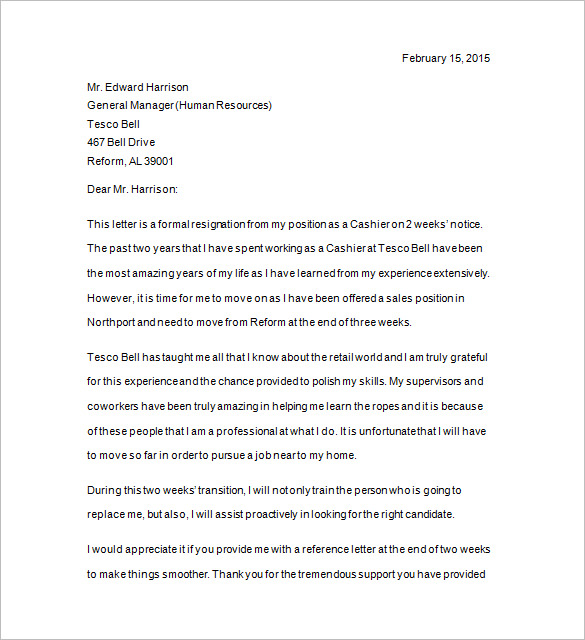 February 15, 2015
Mr. Edward Harrison
General Manager (Human Resources)
Tesco Bell
467 Bell Drive
Reform, AL 39001
Dear Mr. Harrison:
This letter is a formal resignation from my position as a Cashier on 2 weeks' notice.
The past two years that I have spent working as a Cashier at Tesco Bell have been
the most amazing years of my life as I have learned from my experience extensively.
However, it is time for me to move on as I have been offered a sales position in
Northport and need to move from Reform at the end of three weeks.
Tesco Bell has taught me all that I know about the retail world and I am truly grateful
for this experience and the chance provided to polish my skills. My supervisors and
coworkers have been truly amazing in helping me learn the ropes and it is because
of these people that I am a professional at what I do. It is unfortunate that I will have
to move so far in order to pursue a job near to my home.
During this two weeks' transition, I will not only train the person who is going to
replace me, but also, I will assist proactively in looking for the right candidate.
I would appreciate it if you provide me with a reference letter at the end of two weeks
to make things smoother. Thank you for the tremendous support you have provided